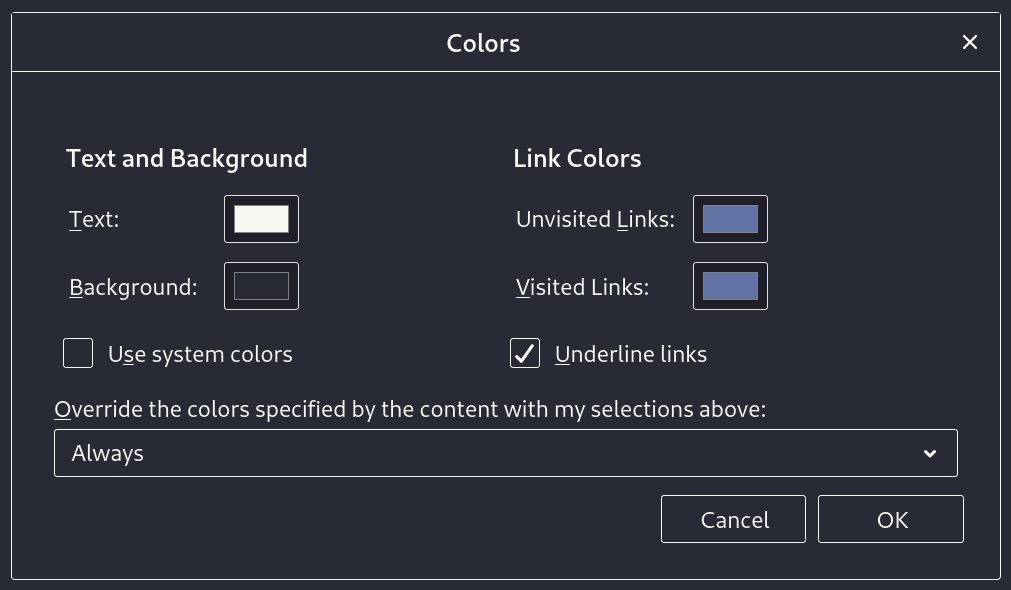 Colors
Text and Background
Link Colors
Text:
Unvisited Links:
Background:
Visited Links:
Use system colors
Underline links
Override the colors specified by the content with my selections above:
Always
Cancel
OK